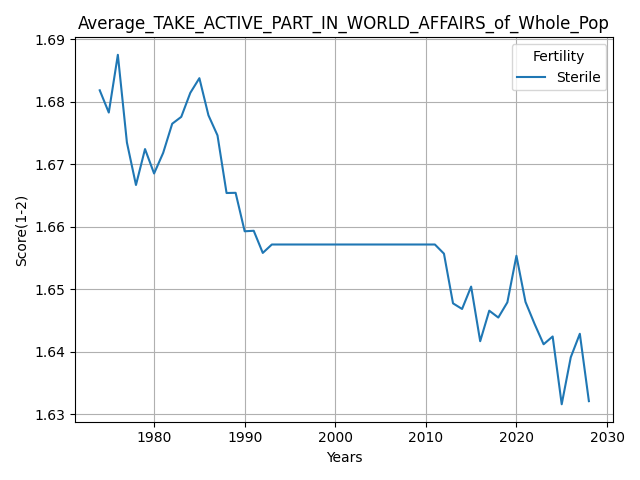 Average_TAKE_ACTIVE_PART_IN_WORLD_AFFAIRS_of_Whole_Pop
Fertility
Sterile
Score(1-2)
1.69
1.68
1.67
1.66
1.65
1.64
1.63
1980
1990
2000
2010
2020
2030
Years